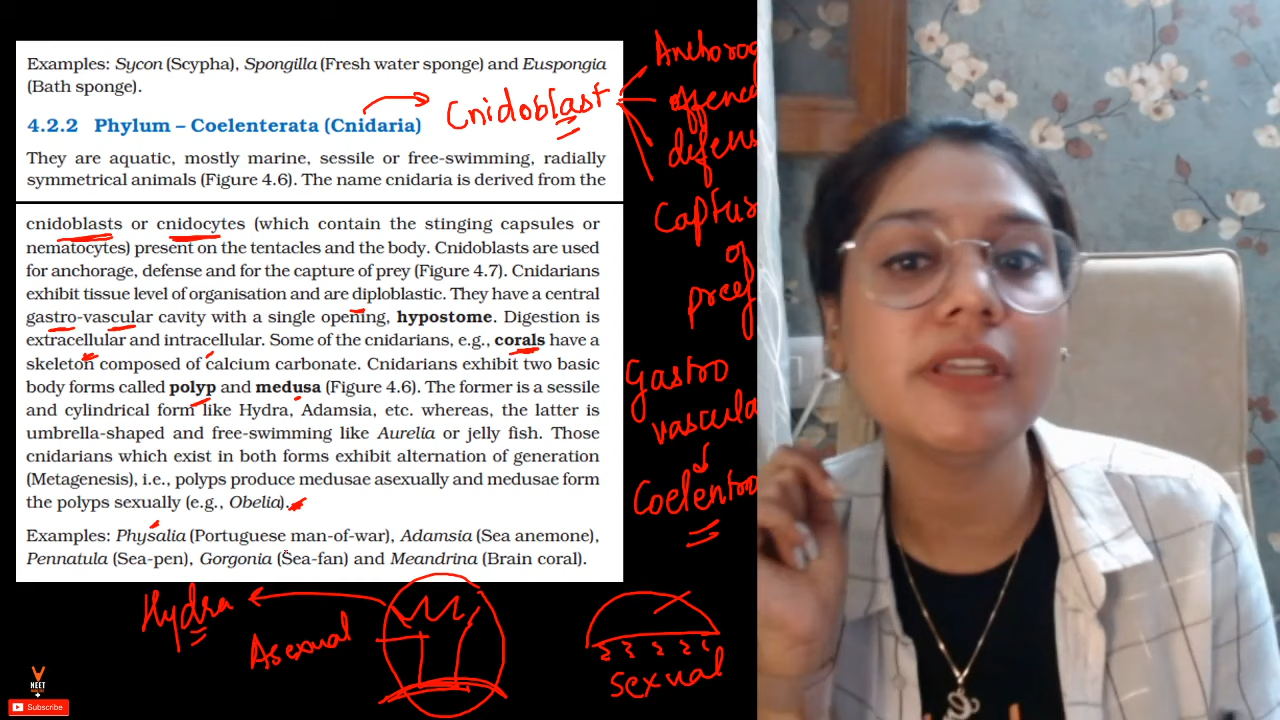 Examples: Sycon (Scypha), Spongilla (Fresh water sponge) and Euspongia
(Bath sponge).
4.2.2 Phylum – Coelenterata (Cnidaria)
They are aquatic, mostly marine, sessile or free-swimming, radially
symmetrical animals (Figure 4.6). The name cnidaria is derived from the
cnidoblasts or cnidocytes (which contain the stinging capsules or
nematocytes) present on the tentacles and the body. Cnidoblasts are used
for anchorage, defense and for the capture of prey (Figure 4.7). Cnidarians
exhibit tissue level of organisation and are diploblastic. They have a central
gastro-vascular cavity with a single opening, hypostome. Digestion is
extracellular and intracellular. Some of the cnidarians, e.g., corals have a
skeleton composed of calcium carbonate. Cnidarians exhibit two basic
body forms called polyp and medusa (Figure 4.6). The former is a sessile
and cylindrical form like Hydra, Adamsia, etc. whereas, the latter is
umbrella-shaped and free-swimming like Aurelia or jelly fish. Those
cnidarians which exist in both forms exhibit alternation of generation
(Metagenesis), i.e., polyps produce medusae asexually and medusae form
the polyps sexually (e.g., Obelia).
Examples: Physalia (Portuguese man-of-war), Adamsia (Sea anemone),
Pennatula (Sea-pen), Gorgonia (Sea-fan) and Meandrina (Brain coral).
Cnidoblast
Anchorag
offence
defens
Captur
of
preey
Gastro
vascula
Coelentro
Hydra
Asexual
Sexual
NEET
Subscribe